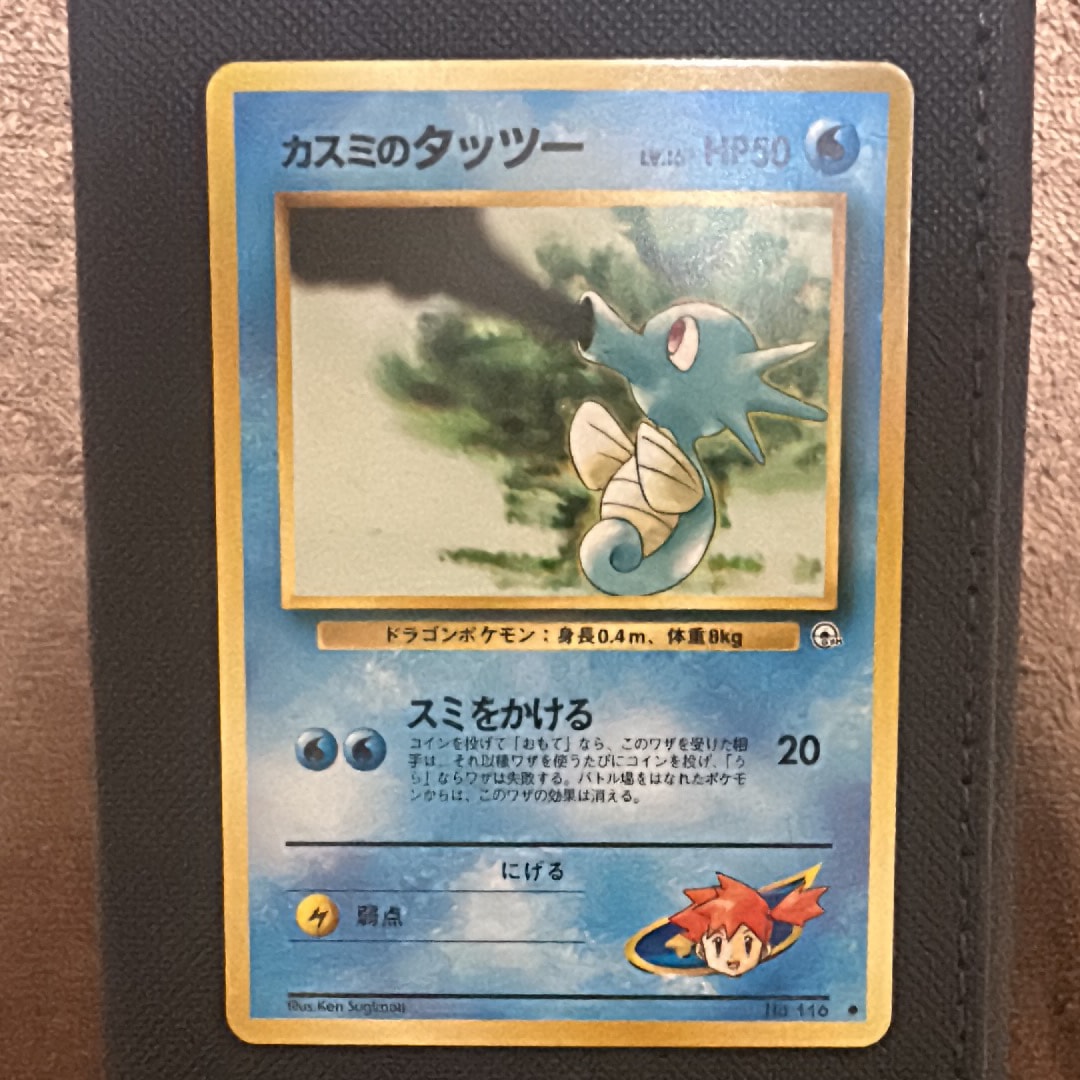 カスミのタッツー LV.16 HP50
ドラゴンポケモン：身長0.4m、体重8kg
スミをかける
コインを投げて「おもて」なら、このワザを受けた相
手は、それ以後ワザを使うたびにコインを投げ、「う
ら」ならワザは失敗する。バトル場をはなれたポケモ
ンからは、このワザの効果は消える。
20
にげる
弱点
Illus. Ken Sugimori
No. 116 ●